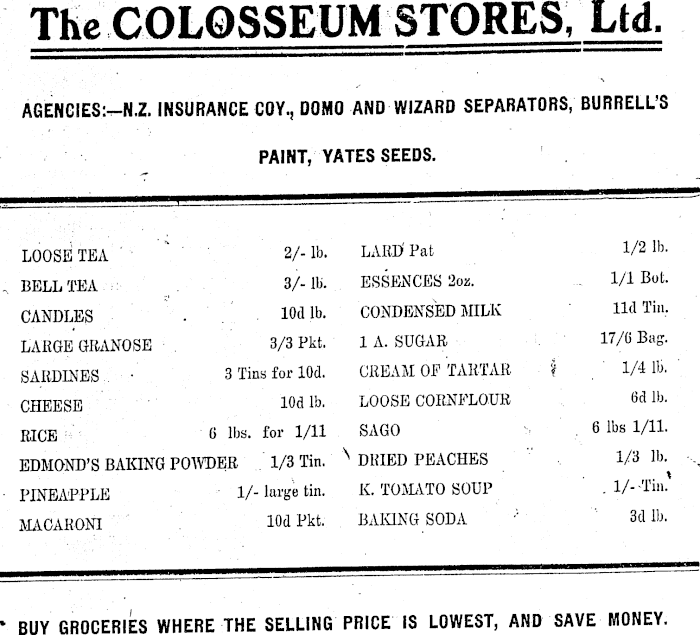 The COLOSSEUM STORES, Ltd.
AGENCIES:—N.Z. INSURANCE COY., DOMO AND WIZARD SEPARATORS, BURRELL'S
PAINT, YATES SEEDS.
LOOSE TEA 2/- lb.
BELL TEA 3/- lb.
CANDLES 10d lb.
LARGE GRANOSE 3/3 Pkt.
SARDINES 3 Tins for 10d.
CHEESE 10d lb.
RICE 6 lbs. for 1/11
EDMOND'S BAKING POWDER 1/3 Tin.
PINEAPPLE 1/- large tin.
MACARONI 10d Pkt.
LARD Pat 1/2 lb.
ESSENCES 2oz. 1/1 Bot.
CONDENSED MILK 11d Tin.
1 A. SUGAR 17/6 Bag.
CREAM OF TARTAR 1/4 lb.
LOOSE CORNFLOUR 6d lb.
SAGO 6 lbs 1/11.
DRIED PEACHES 1/3 lb.
K. TOMATO SOUP 1/- Tin.
BAKING SODA 3d lb.
BUY GROCERIES WHERE THE SELLING PRICE IS LOWEST, AND SAVE MONEY.